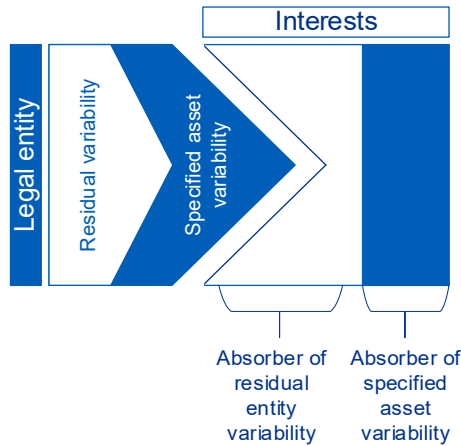 Interests
Legal entity
Residual variability
Specified asset
variability
Absorber of
residual
entity
variability
Absorber of
specified
asset
variability